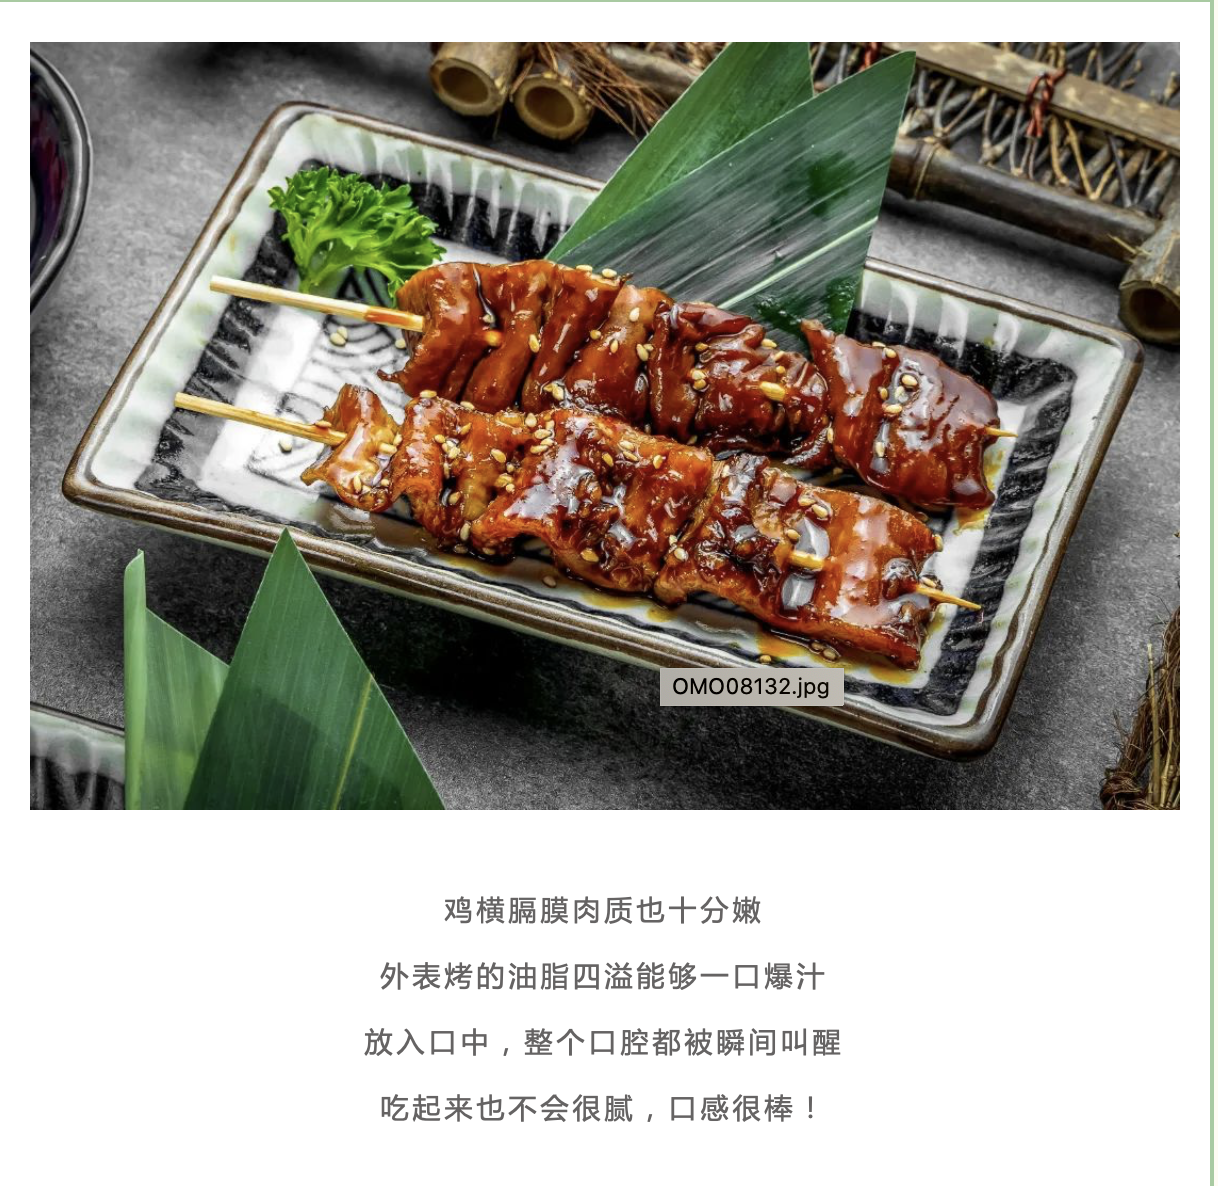 OMO08132.jpg
鸡横膈膜肉质也十分嫩
外表烤的油脂四溢能够一口爆汁
放入口中，整个口腔都被瞬间叫醒
吃起来也不会很腻，口感很棒！